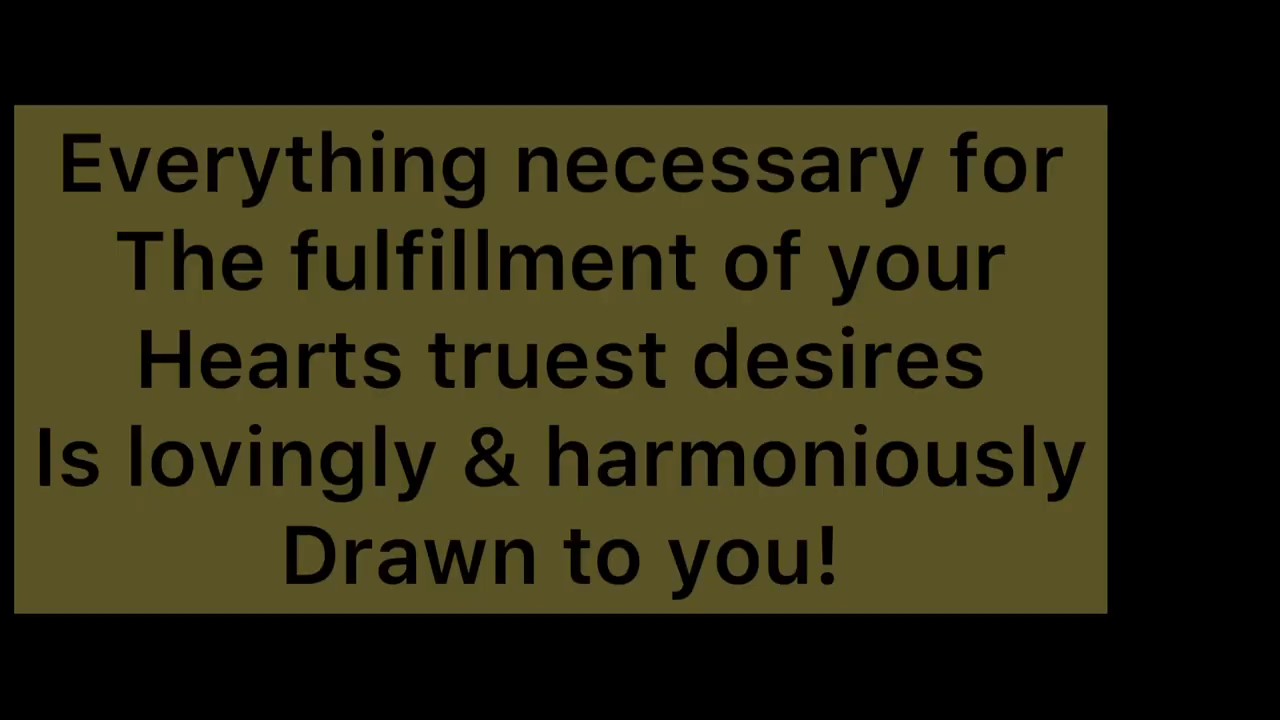 Everything necessary for
The fulfillment of your
Hearts truest desires
Is lovingly & harmoniously
Drawn to you!